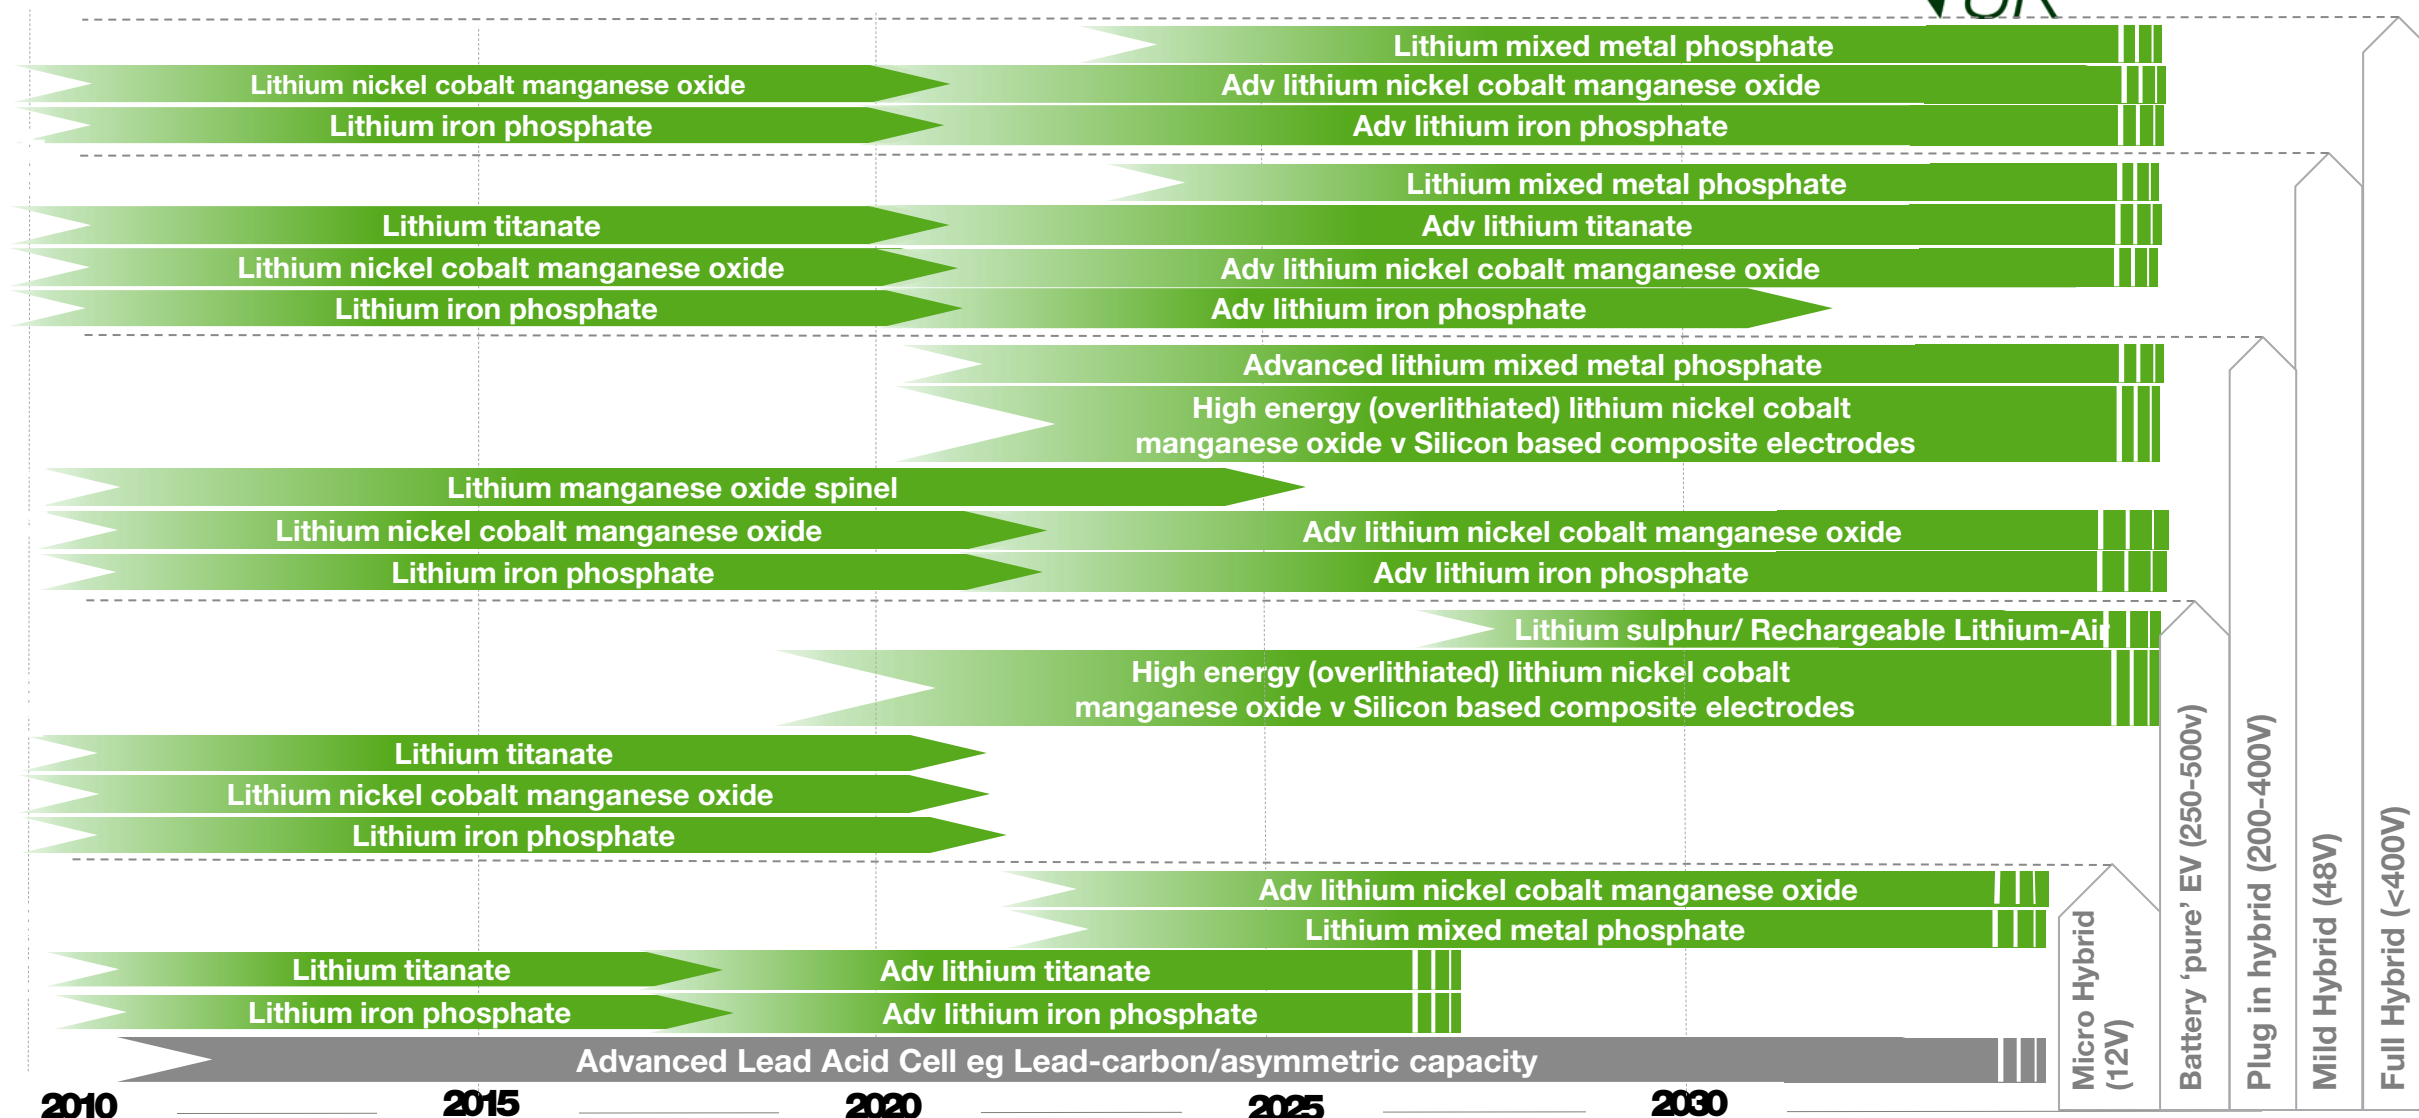 Lithium mixed metal phosphate
Lithium nickel cobalt manganese oxide
Adv lithium nickel cobalt manganese oxide
Lithium iron phosphate
Adv lithium iron phosphate
Lithium mixed metal phosphate
Lithium titanate
Adv lithium titanate
Lithium nickel cobalt manganese oxide
Adv lithium nickel cobalt manganese oxide
Lithium iron phosphate
Adv lithium iron phosphate
Advanced lithium mixed metal phosphate
High energy (overlithiated) lithium nickel cobalt
manganese oxide v Silicon based composite electrodes
Lithium manganese oxide spinel
Lithium nickel cobalt manganese oxide
Adv lithium nickel cobalt manganese oxide
Lithium iron phosphate
Adv lithium iron phosphate
Lithium sulphur/ Rechargeable Lithium-Air
High energy (overlithiated) lithium nickel cobalt
manganese oxide v Silicon based composite electrodes
Lithium titanate
Lithium nickel cobalt manganese oxide
Lithium iron phosphate
Adv lithium nickel cobalt manganese oxide
Lithium mixed metal phosphate
Lithium titanate
Adv lithium titanate
Lithium iron phosphate
Adv lithium iron phosphate
Advanced Lead Acid Cell eg Lead-carbon/asymmetric capacity
2010
2015
2020
2025
2030
Micro Hybrid
(12V)
Battery ‘pure’ EV (250-500v)
Plug in hybrid (200-400V)
Mild Hybrid (48V)
Full Hybrid (<400V)